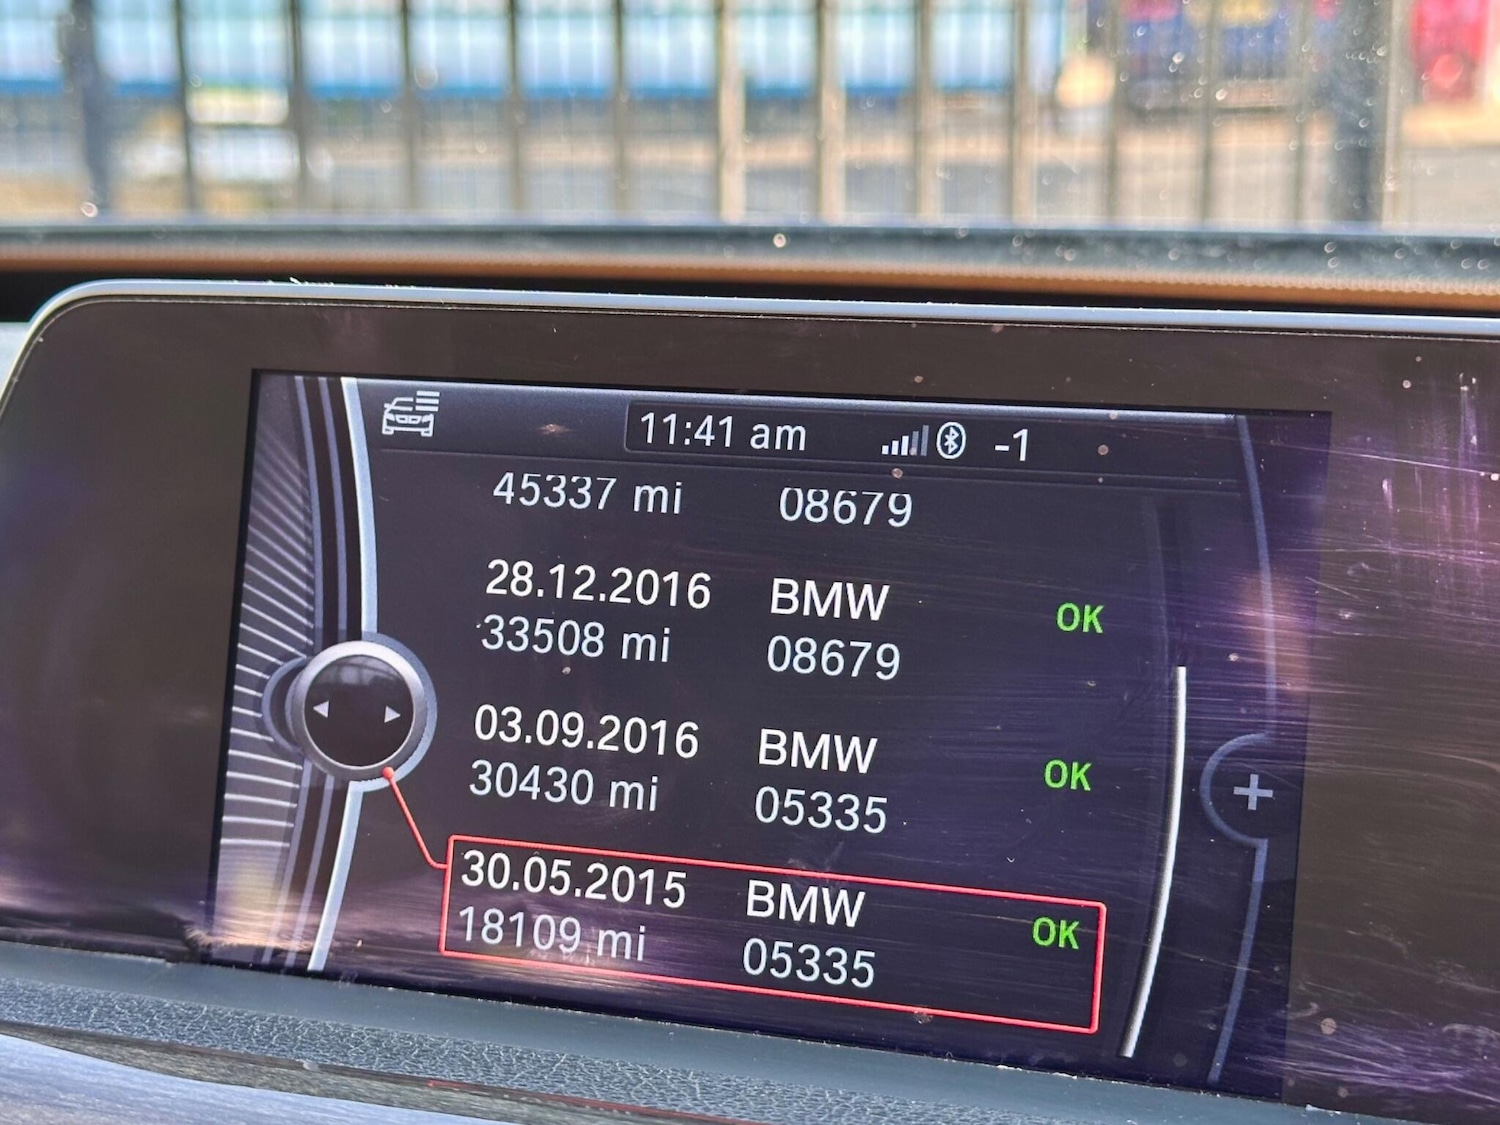 11:41 am -1
45337 mi 08679
28.12.2016 BMW
33508 mi 08679
OK
03.09.2016 BMW
30430 mi 05335
OK
30.05.2015 BMW
18109 mi 05335
OK